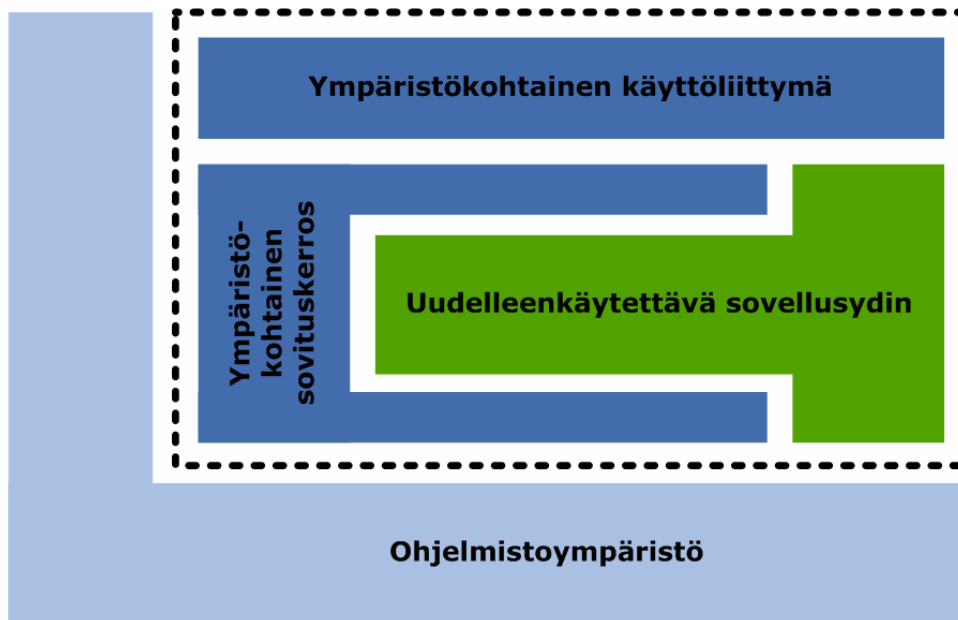 Ympäristökohtainen käyttöliittymä
Ympäristö-
kohtainen
sovituskerros
Uudelleenkäytettävä sovellusydin
Ohjelmistoympäristö